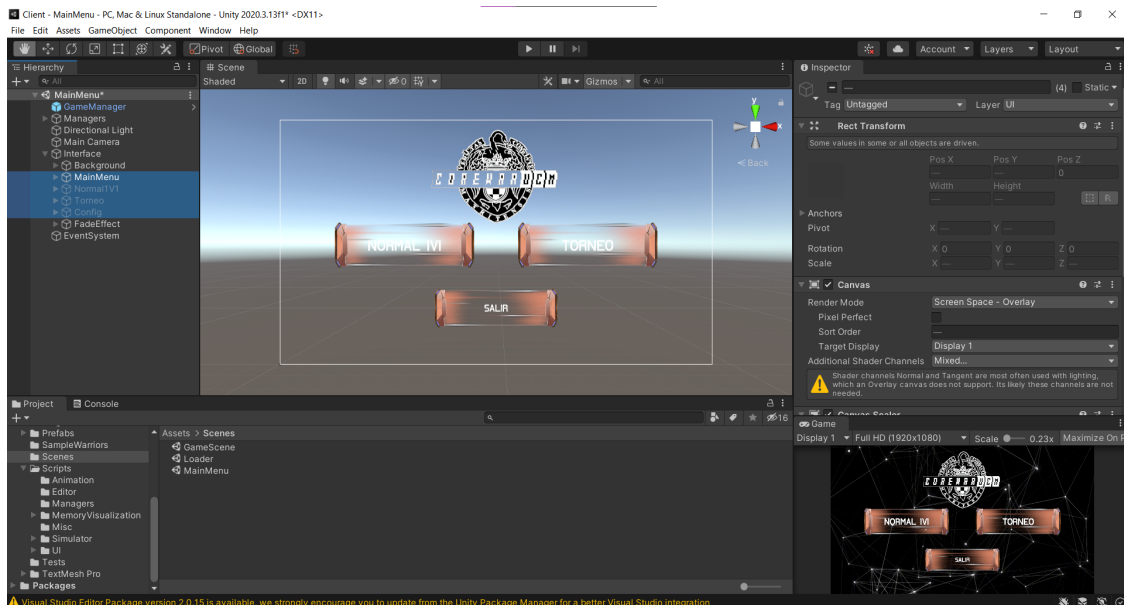 Client - MainMenu - PC, Mac & Linux Standalone - Unity 2020.3.13f1* <DX11>
File Edit Assets GameObject Component Window Help
Pivot Global
Account Layers Layout
Hierarchy
All
MainMenu*
GameManager
Managers
Directional Light
Main Camera
Interface
Background
MainMenu
Normal1V1
Torneo
Config
FadeEffect
EventSystem
Scene
Shaded 2D 0 Gizmos All
y
x
Back
COREWARUCM
NORMAL 1V1
TORNEO
SALIR
Inspector
— (4) Static
Tag Untagged Layer UI
Rect Transform
Some values in some or all objects are driven.
Pos X Pos Y Pos Z
— — 0
Width Height
— — R
Anchors
Pivot X — Y —
Rotation X 0 Y 0 Z 0
Scale X — Y — Z —
Canvas
Render Mode Screen Space - Overlay
Pixel Perfect
Sort Order —
Target Display Display 1
Additional Shader Channels Mixed...
Shader channels Normal and Tangent are most often used with lighting,
which an Overlay canvas does not support. Its likely these channels are not
needed.
Canvas Scaler
Project Console
16
Prefabs
SampleWarriors
Scenes
Scripts
Animation
Editor
Managers
MemoryVisualization
Misc
Simulator
UI
Tests
TextMesh Pro
Packages
Assets > Scenes
GameScene
Loader
MainMenu
Game
Display 1 Full HD (1920x1080) Scale 0.23x Maximize On P
COREWARUCM
NORMAL 1V1
TORNEO
SALIR
Visual Studio Editor Package version 2.0.15 is available, we strongly encourage you to update from the Unity Package Manager for a better Visual Studio integration